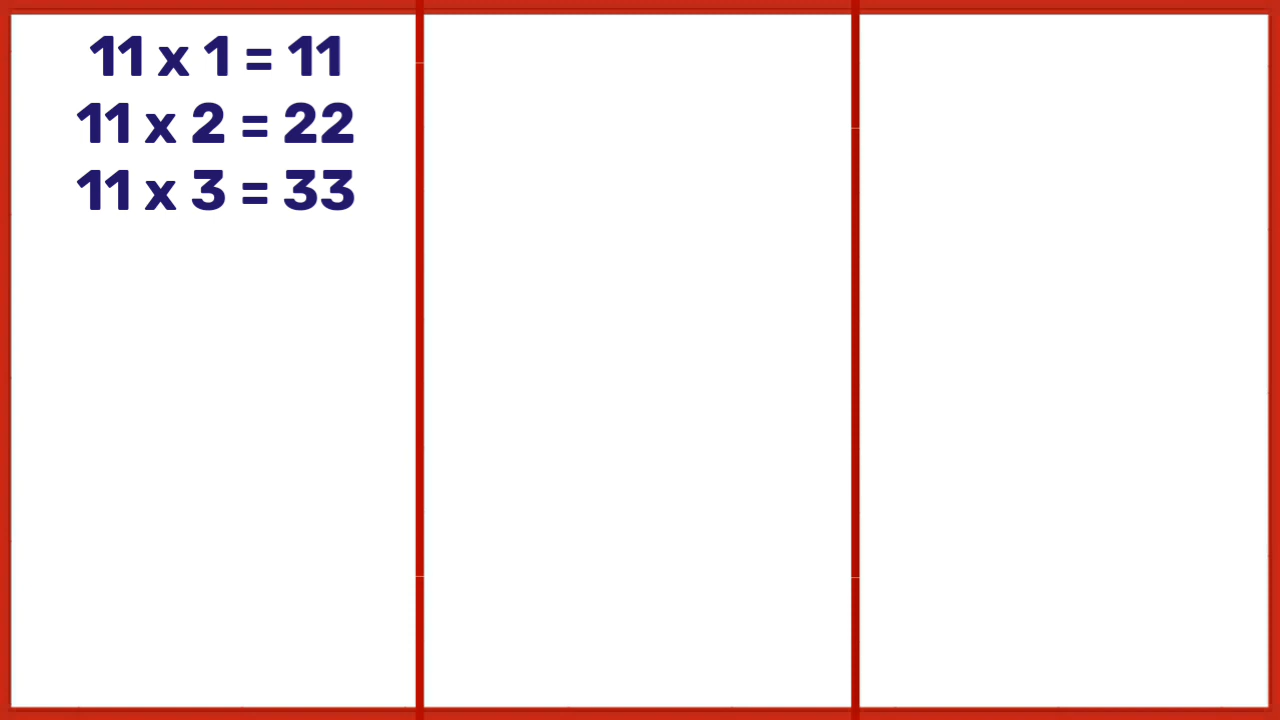 11 x 1 = 11
11 x 2 = 22
11 x 3 = 33